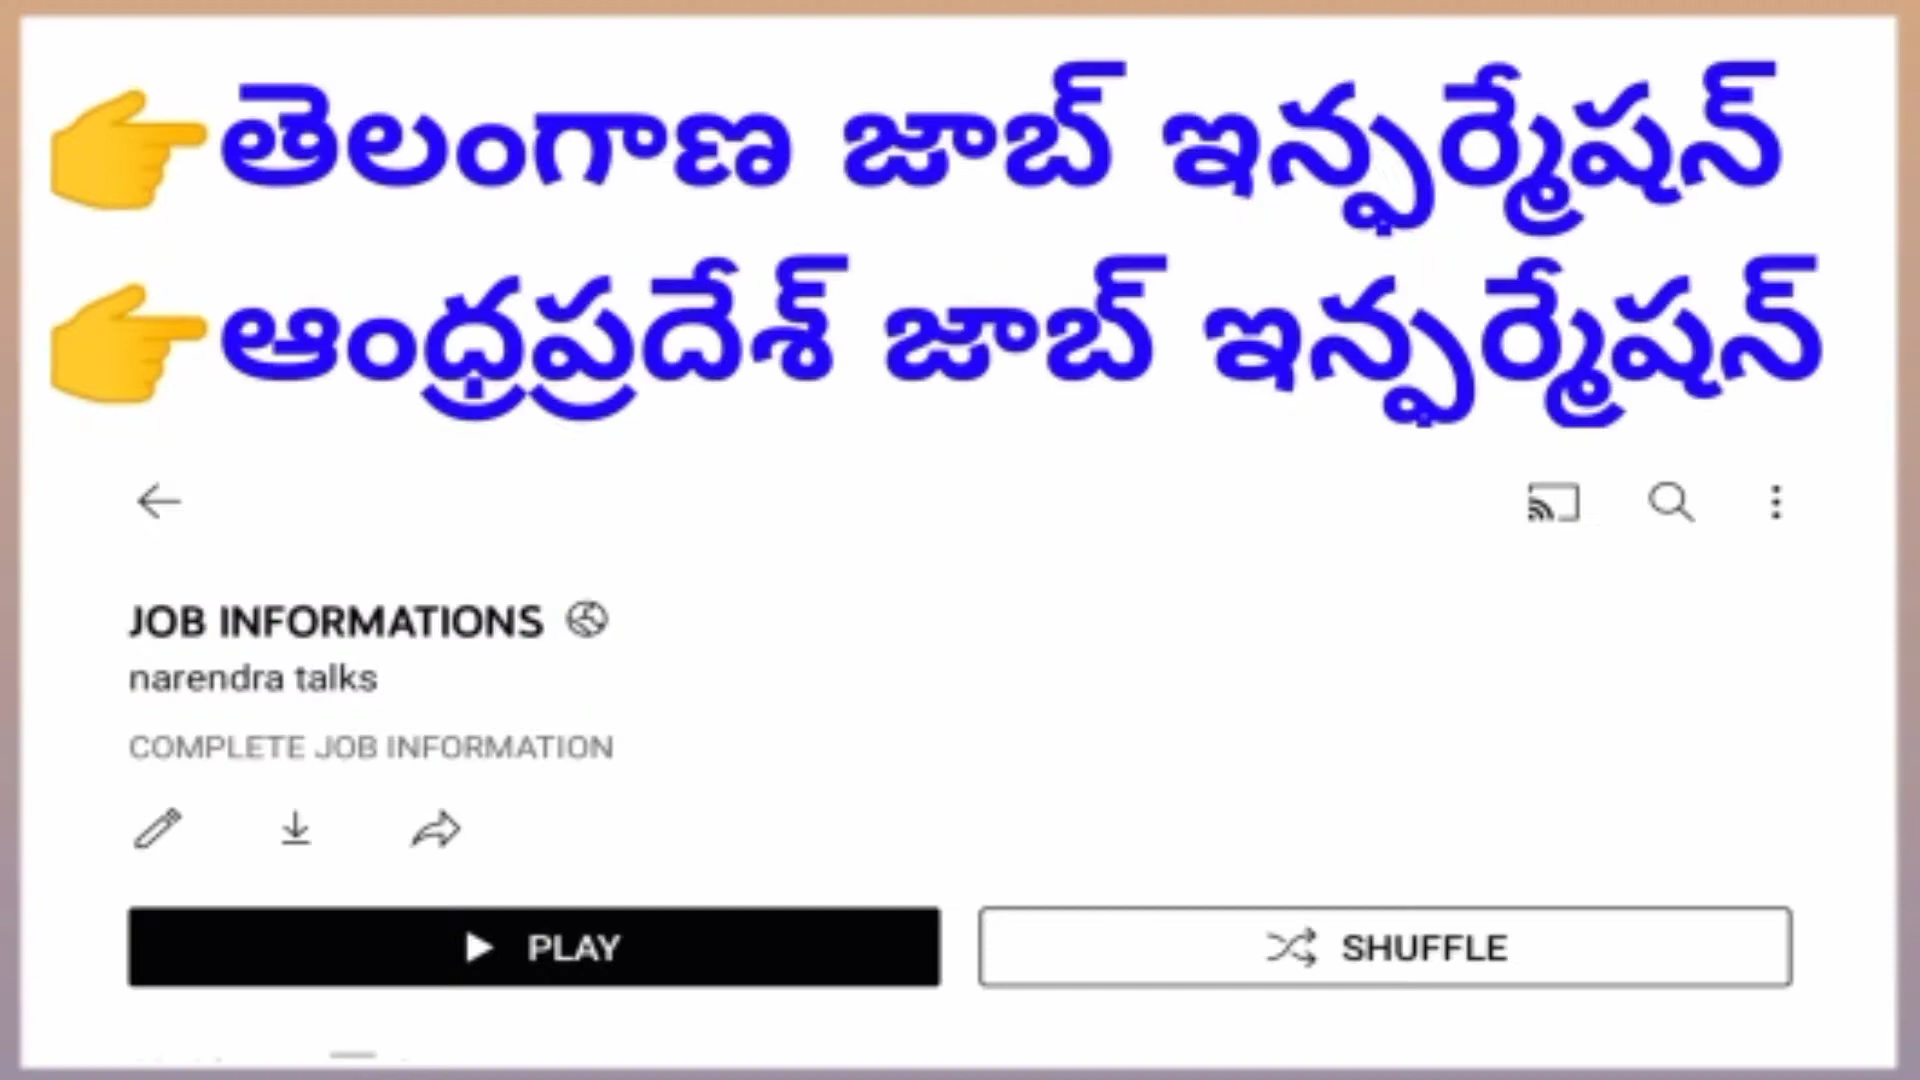 👉తెలంగాణ జాబ్ ఇన్ఫర్మేషన్
👉ఆంధ్రప్రదేశ్ జాబ్ ఇన్ఫర్మేషన్
JOB INFORMATIONS
narendra talks
COMPLETE JOB INFORMATION
PLAY
SHUFFLE